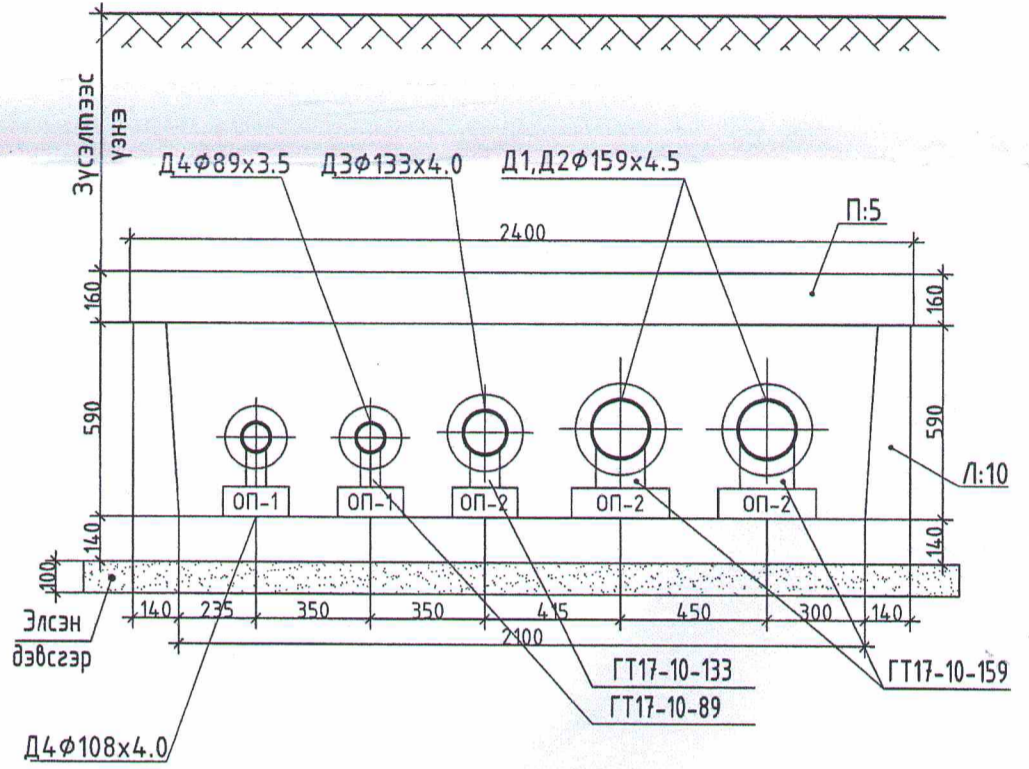 Зүсэлтээс
үзнэ
Д4Ф89х3.5
Д3Ф133х4.0
Д1,Д2Ф159х4.5
П:5
2400
160
160
590
590
Л:10
ОП-1
ОП-1
ОП-2
ОП-2
ОП-2
140
140
100
140
235
350
350
415
450
300
140
2100
Элсэн
дэвсгэр
ГТ17-10-133
ГТ17-10-89
ГТ17-10-159
Д4Ф108х4.0